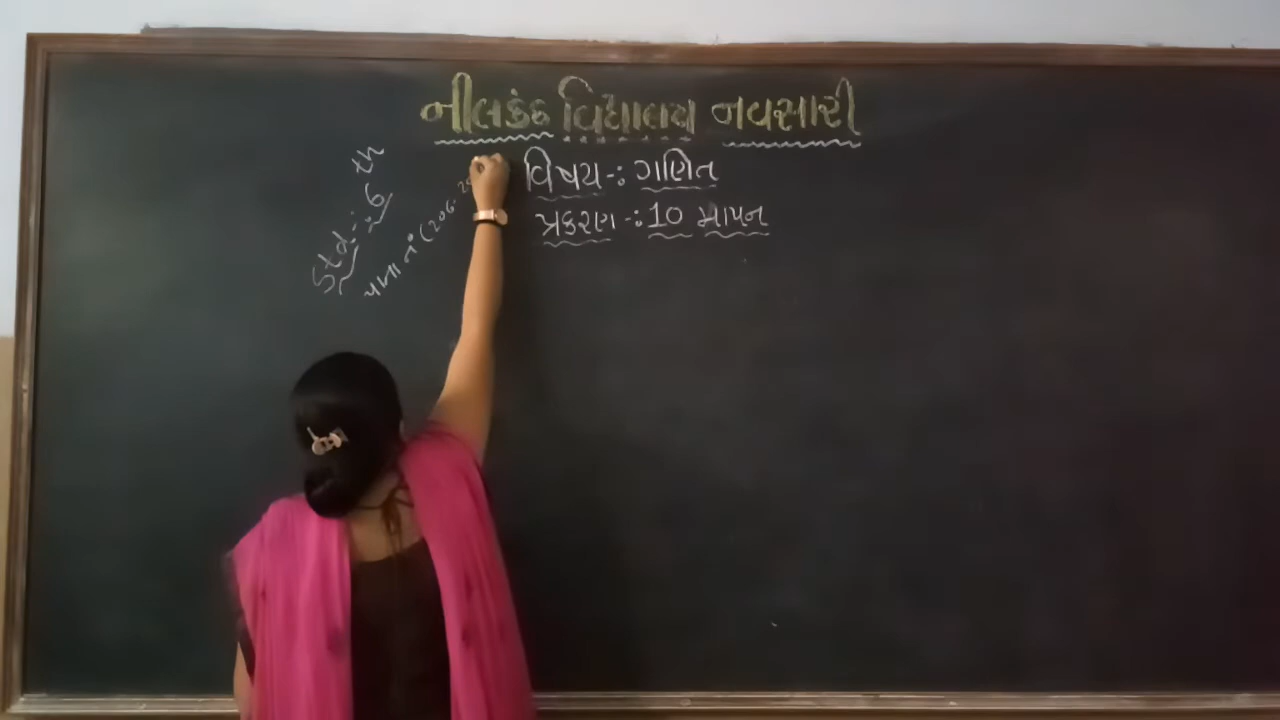 નીલકંઠ વિદ્યાલય નવસારી
વિષય -: ગણિત
પ્રકરણ -: 10 માપન
Std : 6 th
પાના નં